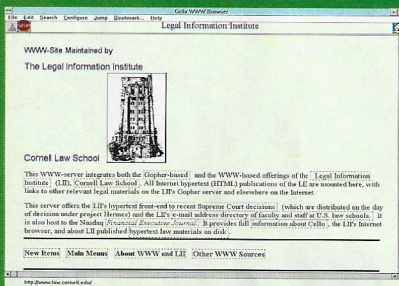 Cello WWW Browser
File Edit Search Configure Jump Bookmark... Help
Legal Information Institute
WWW-Site Maintained by
The Legal Information Institute
Cornell Law School
This WWW-server integrates both the Gopher-based and the WWW-based offerings of the Legal Information
Institute (LII), Cornell Law School. All Internet hypertext (HTML) publications of the LII are mounted here, with
links to other relevant legal materials on the LII's Gopher server and elsewhere on the Internet.
This server offers the LII's hypertext front-end to recent Supreme Court decisions (which are distributed on the day
of decision under project Hermes) and the LII's e-mail address directory of faculty and staff at U.S. law schools. It
is also host to the Nasdaq Financial Executive Journal. It provides full information about Cello, the LII's Internet
browser, and about LII published hypertext law materials on disk.
New Items Main Menus About WWW and LII Other WWW Sources
http://www.law.cornell.edu/